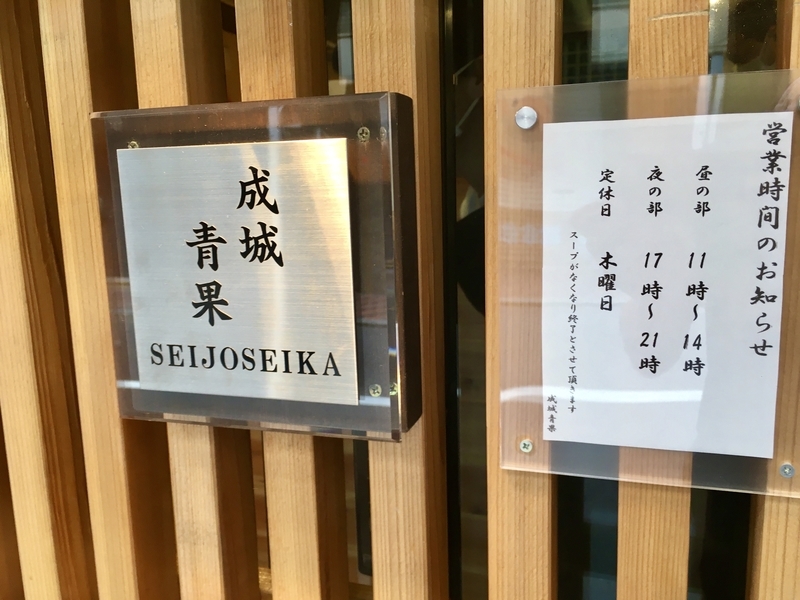 成城
青果
SEIJOSEIKA
営業時間のお知らせ
昼の部 11時〜14時
夜の部 17時〜21時
定休日 木曜日
スープがなくなり終了とさせて頂きます
成城青果